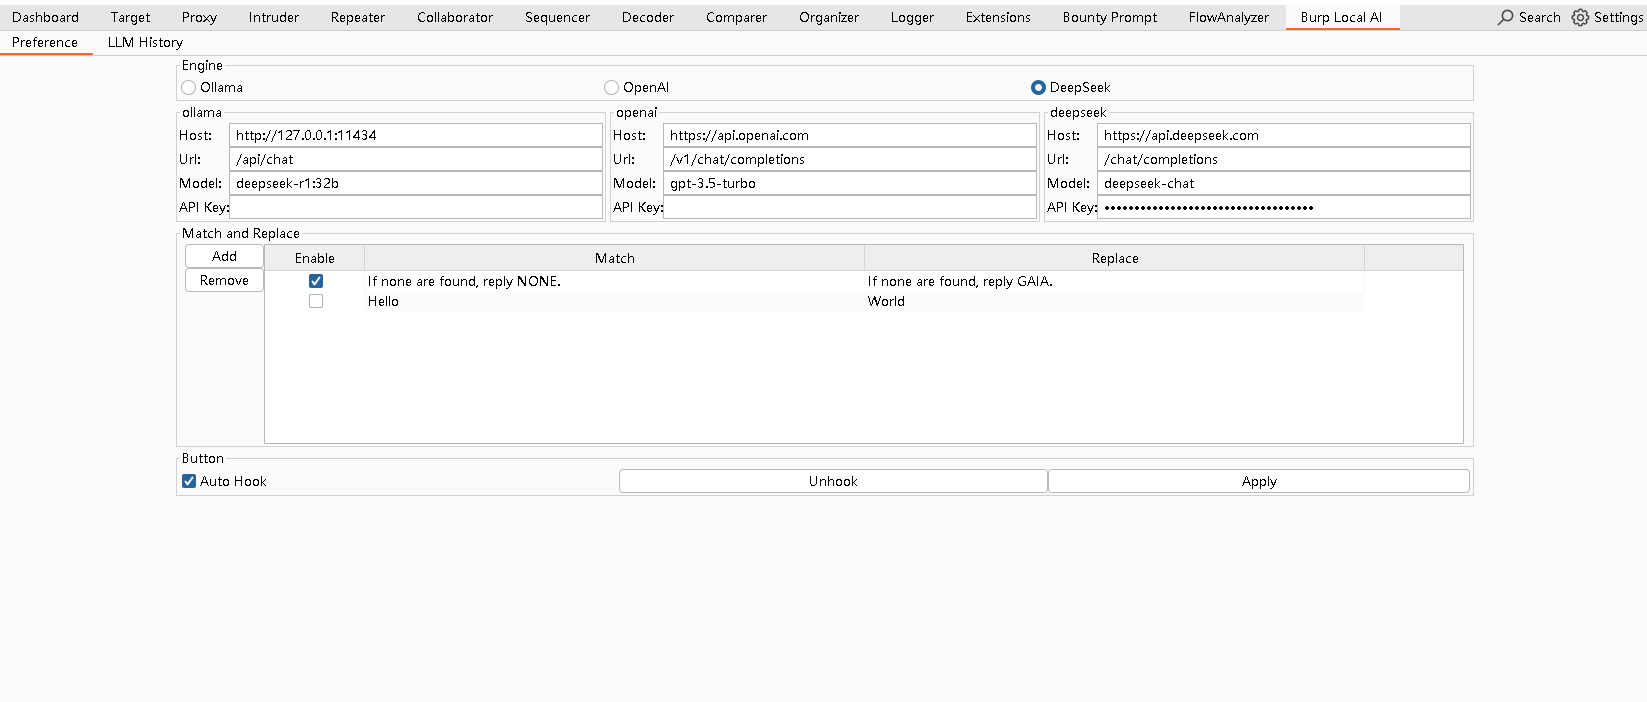 Dashboard Target Proxy Intruder Repeater Collaborator Sequencer Decoder Comparer Organizer Logger Extensions Bounty Prompt FlowAnalyzer Burp Local AI Search Settings
Preference LLM History
Engine
Ollama OpenAI DeepSeek
ollama openai deepseek
Host: http://127.0.0.1:11434 Host: https://api.openai.com Host: https://api.deepseek.com
Url: /api/chat Url: /v1/chat/completions Url: /chat/completions
Model: deepseek-r1:32b Model: gpt-3.5-turbo Model: deepseek-chat
API Key: API Key: API Key: •••••••••••••••••••••••••••••••••••
Match and Replace
Add Enable Match Replace
Remove If none are found, reply NONE. If none are found, reply GAIA.
Hello World
Button
Auto Hook Unhook Apply